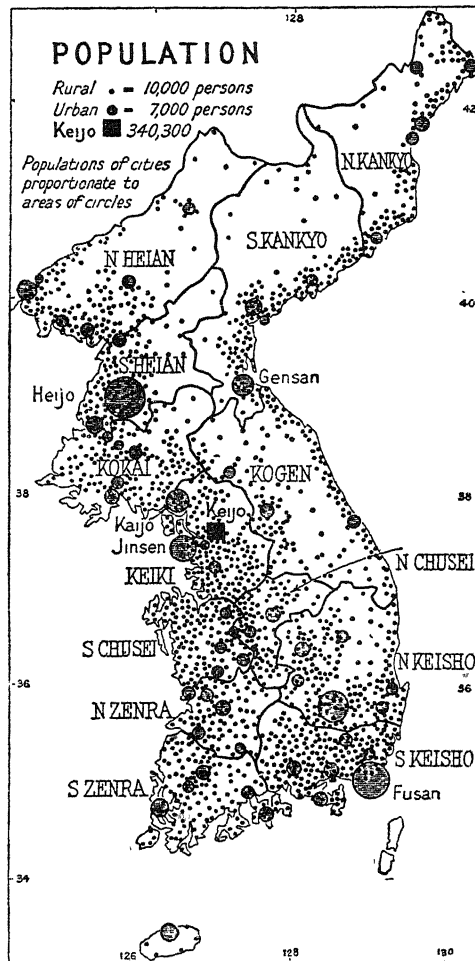 128
POPULATION
Rural • = 10,000 persons
Urban ● = 7,000 persons
Keijo ■ 340,300
Populations of cities
proportionate to
areas of circles
42
N.KANKYO
S.KANKYO
N HEIAN
40
S.HEIAN
Heijo
Gensan
KOKAI
KOGEN
38
38
Kaijo
Keijo
Jinsen
KEIKI
N CHUSEI
S CHUSEI
N KEISHO
36
36
N ZENRA
S KEISHO
S ZENRA
Fusan
34
126
128
130